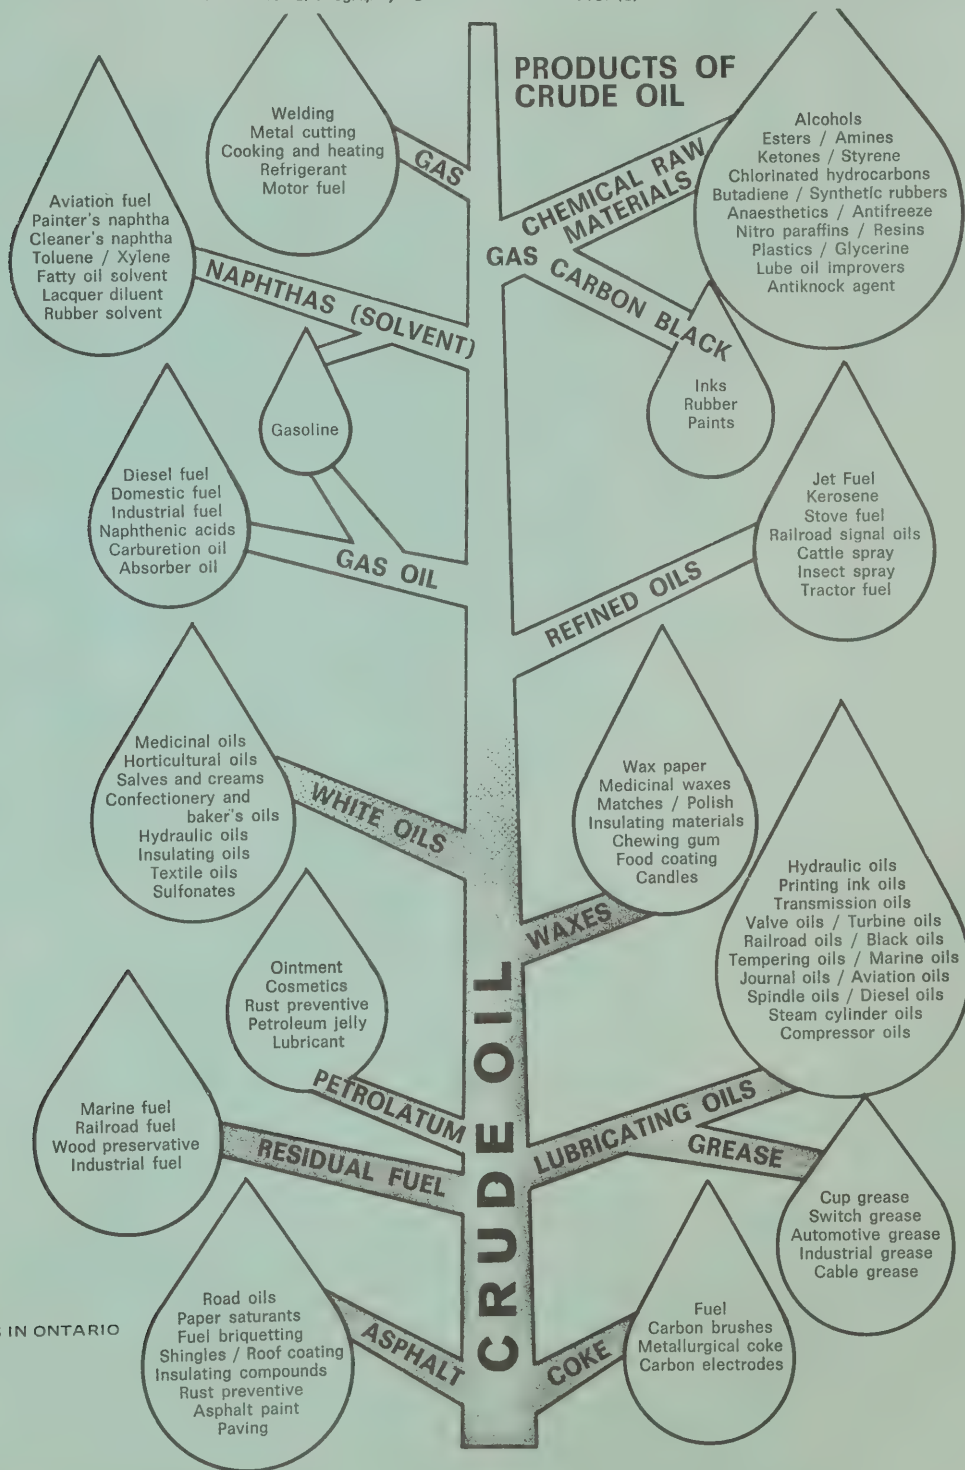 PRODUCTS OF
CRUDE OIL
Welding
Metal cutting
Cooking and heating
Refrigerant
Motor fuel
GAS
Alcohols
Esters / Amines
Ketones / Styrene
Chlorinated hydrocarbons
Butadiene / Synthetic rubbers
Anaesthetics / Antifreeze
Nitro paraffins / Resins
Plastics / Glycerine
Lube oil improvers
Antiknock agent
CHEMICAL RAW
MATERIALS
GAS
CARBON BLACK
Inks
Rubber
Paints
Aviation fuel
Painter's naphtha
Cleaner's naphtha
Toluene / Xylene
Fatty oil solvent
Lacquer diluent
Rubber solvent
NAPHTHAS (SOLVENT)
Gasoline
Diesel fuel
Domestic fuel
Industrial fuel
Naphthenic acids
Carburetion oil
Absorber oil
GAS OIL
Jet Fuel
Kerosene
Stove fuel
Railroad signal oils
Cattle spray
Insect spray
Tractor fuel
REFINED OILS
Medicinal oils
Horticultural oils
Salves and creams
Confectionery and
baker's oils
Hydraulic oils
Insulating oils
Textile oils
Sulfonates
WHITE OILS
Wax paper
Medicinal waxes
Matches / Polish
Insulating materials
Chewing gum
Food coating
Candles
WAXES
Hydraulic oils
Printing ink oils
Transmission oils
Valve oils / Turbine oils
Railroad oils / Black oils
Tempering oils / Marine oils
Journal oils / Aviation oils
Spindle oils / Diesel oils
Steam cylinder oils
Compressor oils
LUBRICATING OILS
Ointment
Cosmetics
Rust preventive
Petroleum jelly
Lubricant
PETROLATUM
Marine fuel
Railroad fuel
Wood preservative
Industrial fuel
RESIDUAL FUEL
GREASE
Cup grease
Switch grease
Automotive grease
Industrial grease
Cable grease
CRUDE OIL
Road oils
Paper saturants
Fuel briquetting
Shingles / Roof coating
Insulating compounds
Rust preventive
Asphalt paint
Paving
ASPHALT
COKE
Fuel
Carbon brushes
Metallurgical coke
Carbon electrodes
IN ONTARIO